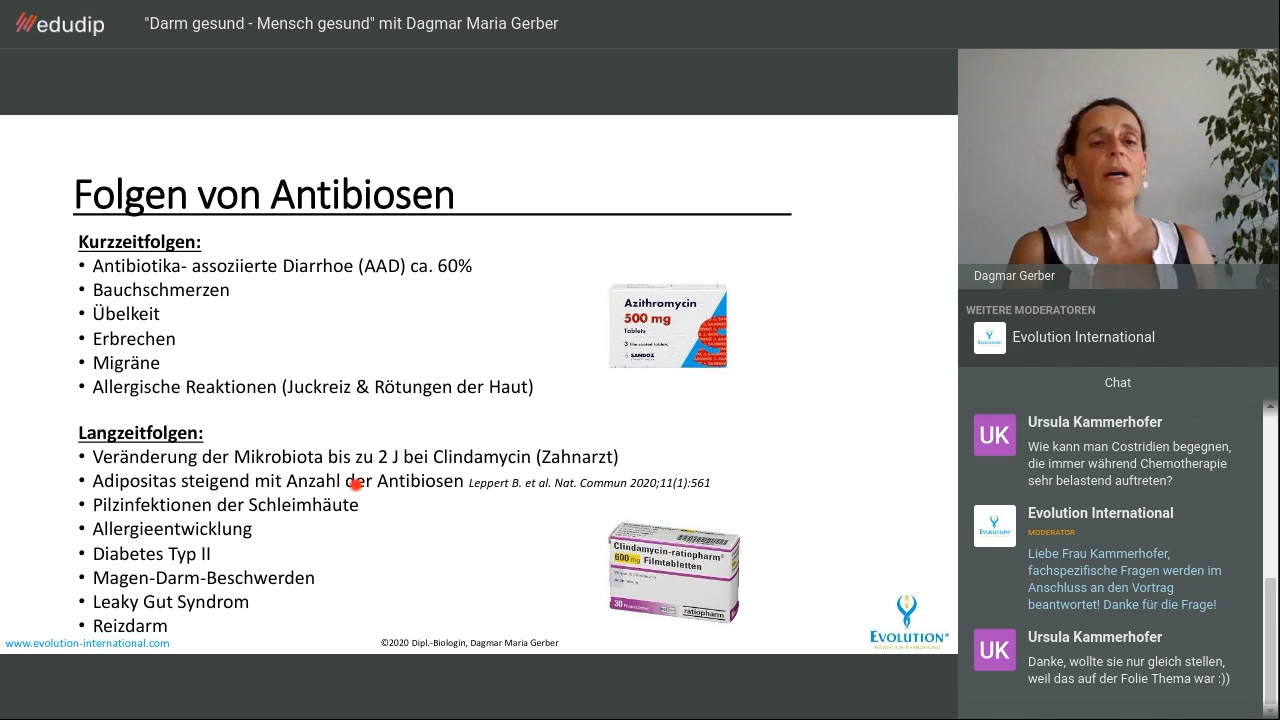 edudip
"Darm gesund - Mensch gesund" mit Dagmar Maria Gerber
Folgen von Antibiosen
Kurzzeitfolgen:
• Antibiotika- assoziierte Diarrhoe (AAD) ca. 60%
• Bauchschmerzen
• Übelkeit
• Erbrechen
• Migräne
• Allergische Reaktionen (Juckreiz & Rötungen der Haut)
Azithromycin
500 mg
Tablets
3 film-coated tablets
SANDOZ
Langzeitfolgen:
• Veränderung der Mikrobiota bis zu 2 J bei Clindamycin (Zahnarzt)
• Adipositas steigend mit Anzahl der Antibiosen Leppert B. et al. Nat. Commun 2020;11(1):561
• Pilzinfektionen der Schleimhäute
• Allergieentwicklung
• Diabetes Typ II
• Magen-Darm-Beschwerden
• Leaky Gut Syndrom
• Reizdarm
Clindamycin-ratiopharm®
600 mg Filmtabletten
30 Filmtabletten
ratiopharm
www.evolution-international.com
©2020 Dipl.-Biologin, Dagmar Maria Gerber
EVOLUTION®
Dagmar Gerber
WEITERE MODERATOREN
Evolution International
Chat
UK
Ursula Kammerhofer
Wie kann man Costridien begegnen,
die immer während Chemotherapie
sehr belastend auftreten?
Evolution International
MODERATOR
Liebe Frau Kammerhofer,
fachspezifische Fragen werden im
Anschluss an den Vortrag
beantwortet! Danke für die Frage!
UK
Ursula Kammerhofer
Danke, wollte sie nur gleich stellen,
weil das auf der Folie Thema war :))